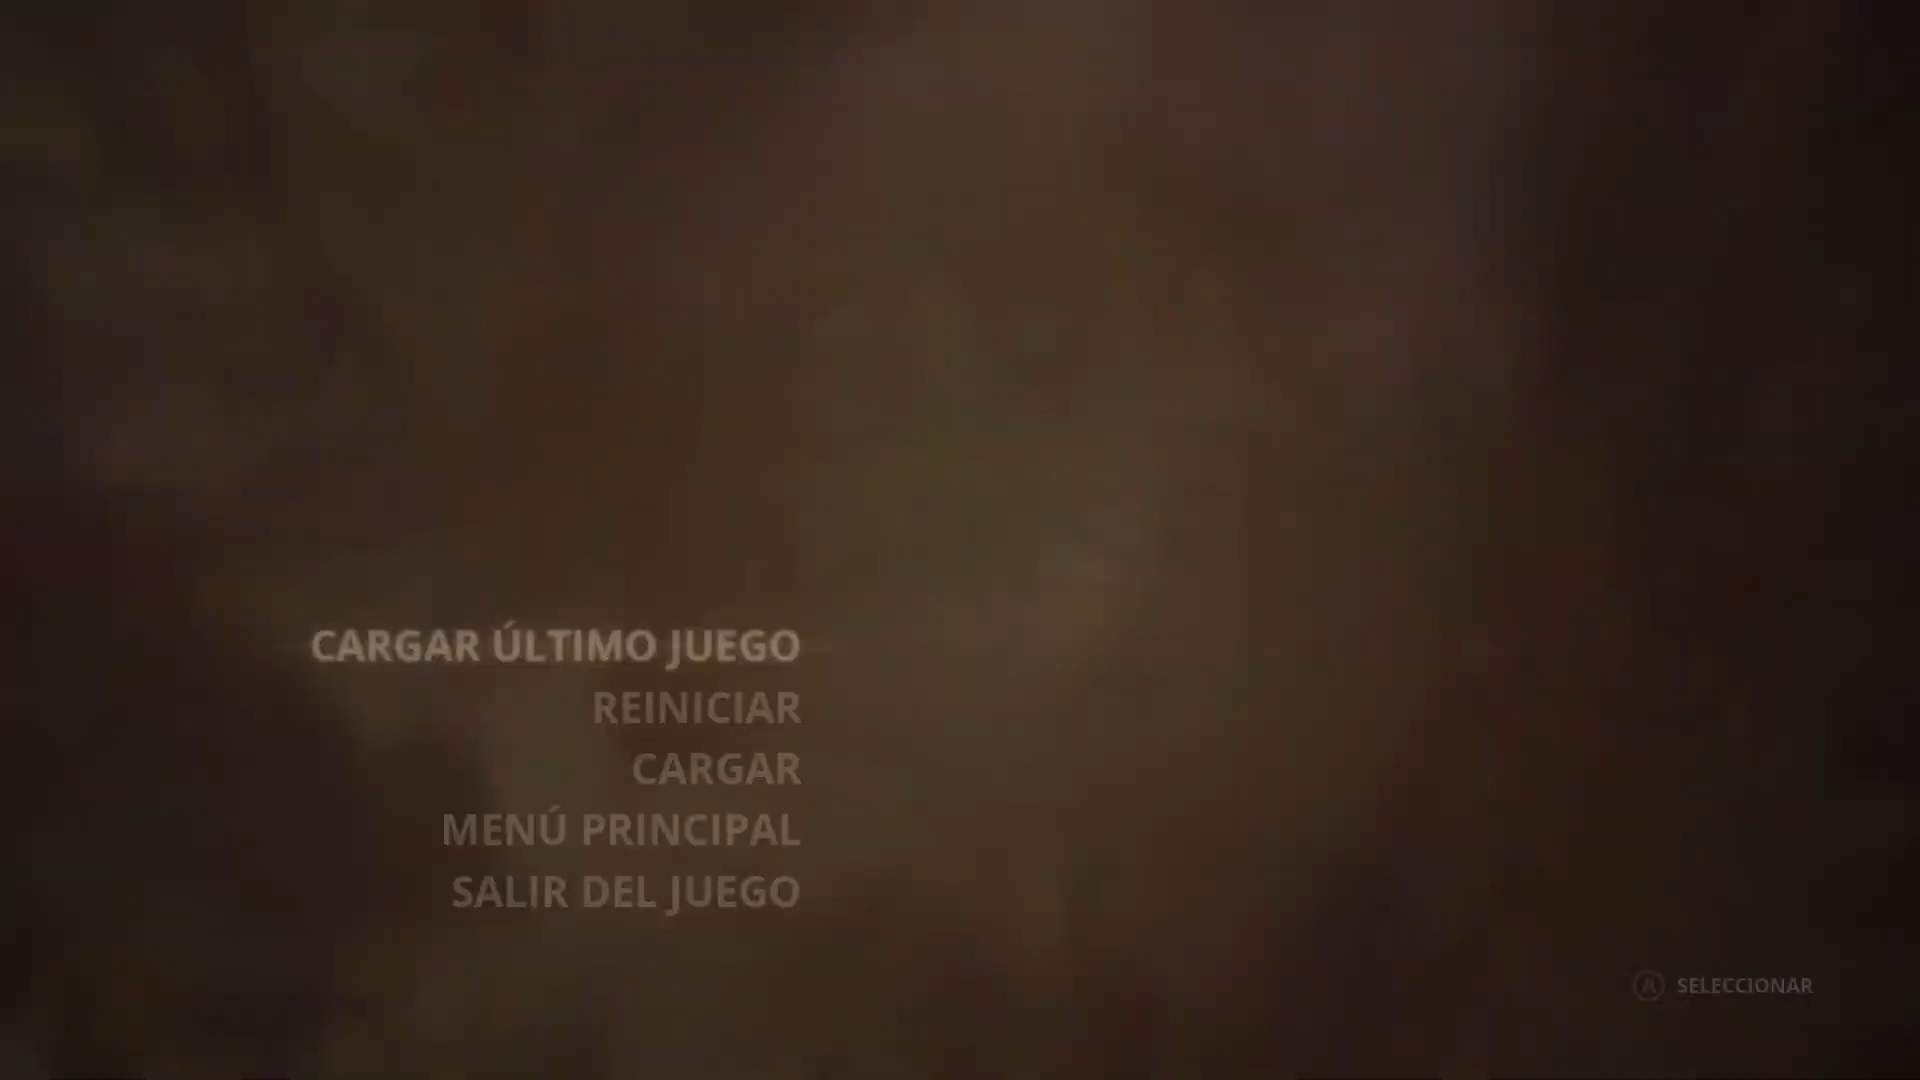 CARGAR ÚLTIMO JUEGO
REINICIAR
CARGAR
MENÚ PRINCIPAL
SALIR DEL JUEGO
A SELECCIONAR